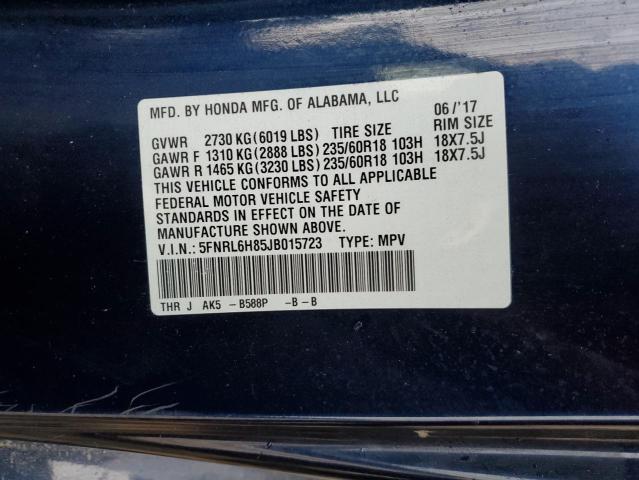 MFD. BY HONDA MFG. OF ALABAMA, LLC 06/'17
GVWR 2730 KG(6019 LBS) TIRE SIZE RIM SIZE
GAWR F 1310 KG(2888 LBS)235/60R18 103H 18X7.5J
GAWR R 1465 KG(3230 LBS)235/60R18 103H 18X7.5J
THIS VEHICLE CONFORMS TO ALL APPLICABLE
FEDERAL MOTOR VEHICLE SAFETY
STANDARDS IN EFFECT ON THE DATE OF
MANUFACTURE SHOWN ABOVE.
V.I.N.: 5FNRL6H85JB015723 TYPE: MPV
THR J AK5 -B588P -B-B